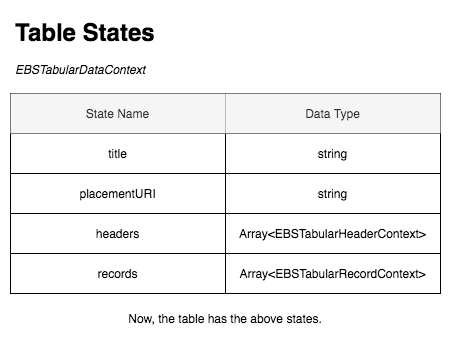 Table States
EBSTabularDataContext
State Name Data Type
title string
placementURI string
headers Array<EBSTabularHeaderContext>
records Array<EBSTabularRecordContext>
Now, the table has the above states.